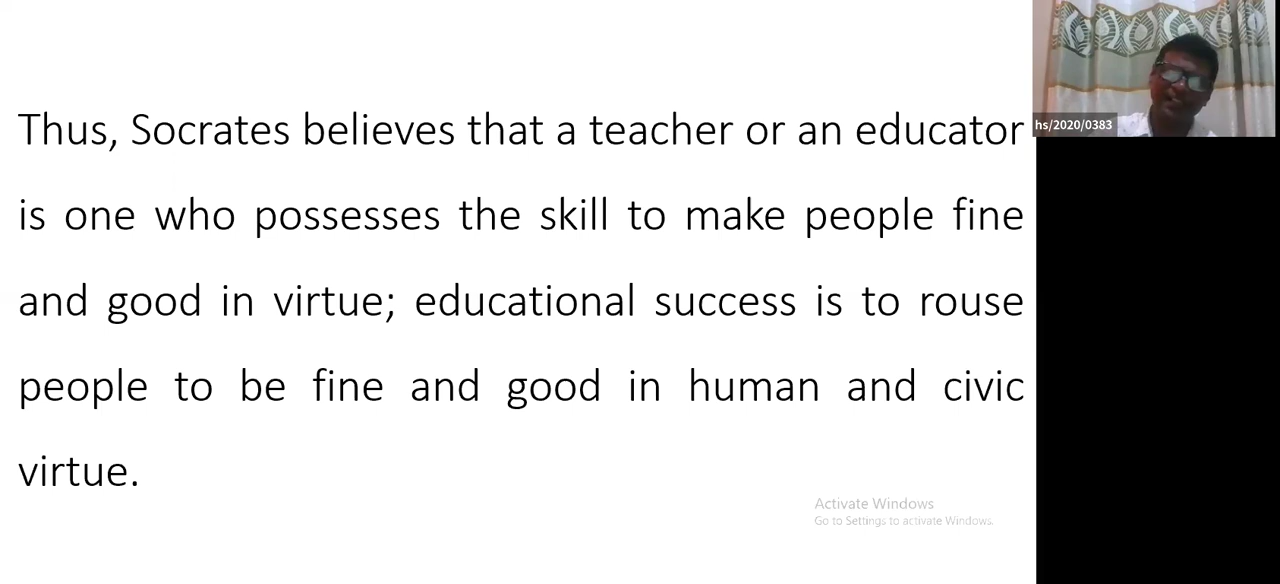 Thus, Socrates believes that a teacher or an educator
is one who possesses the skill to make people fine
and good in virtue; educational success is to rouse
people to be fine and good in human and civic
virtue.
hs/2020/0383
Activate Windows
Go to Settings to activate Windows.